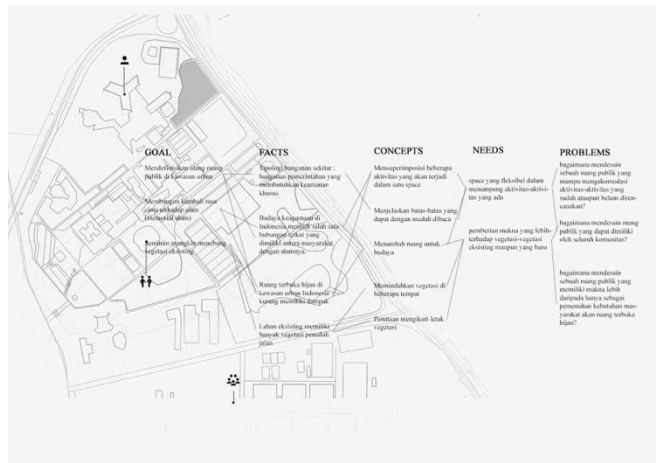 GOAL
Mendefinisikan ulang ruang
publik di kawasan urban
Membangun kembali rasa
cinta terhadap alam
menebang
vegetasi eksisting
FACTS
Tipologi bangunan sekitar :
bangunan pemerintahan yang
membutuhkan keamanan
khusus
Budaya keagamaan di
Indonesia menjadi salah satu
hubungan terkat yang
dimiliki antara masyarakat
dengan alamnya.
Ruang terbuka hijau di
kawasan urban Indonesia
kurang memiliki dampak
Lahan eksisting memiliki
banyak vegetasi peneduh
jalan
CONCEPTS
Mensuperimposisi beberapa
aktivitas yang akan terjadi
dalam satu space
Menjelaskan batas-batas yang
dapat dengan mudah dibaca
Menambah ruang untuk
budaya
Memindahkan vegetasi di
beberapa tempat
Penataan mengikuti letak
vegetasi
NEEDS
space yang fleksibel dalam
menampung aktivitas-aktivi-
tas yang ada
pemberian makna yang lebih-
terhadap vegetasi-vegetasi
eksisting maupun yang baru
PROBLEMS
bagaimana mendesain
sebuah ruang publik yang
mampu mengakomodasi
aktivitas-aktivitas yang
sudah ataupun belum diren-
canakan?
bagaimana mendesain ruang
publik yang dapat dimiliki
oleh seluruh komunitas?
bagaimana mendesain
sebuah ruang publik yang
memiliki makna lebih
daripada hanya sebagai
pemenuhan kebutuhan mas-
yarakat akan ruang terbuka
hijau?